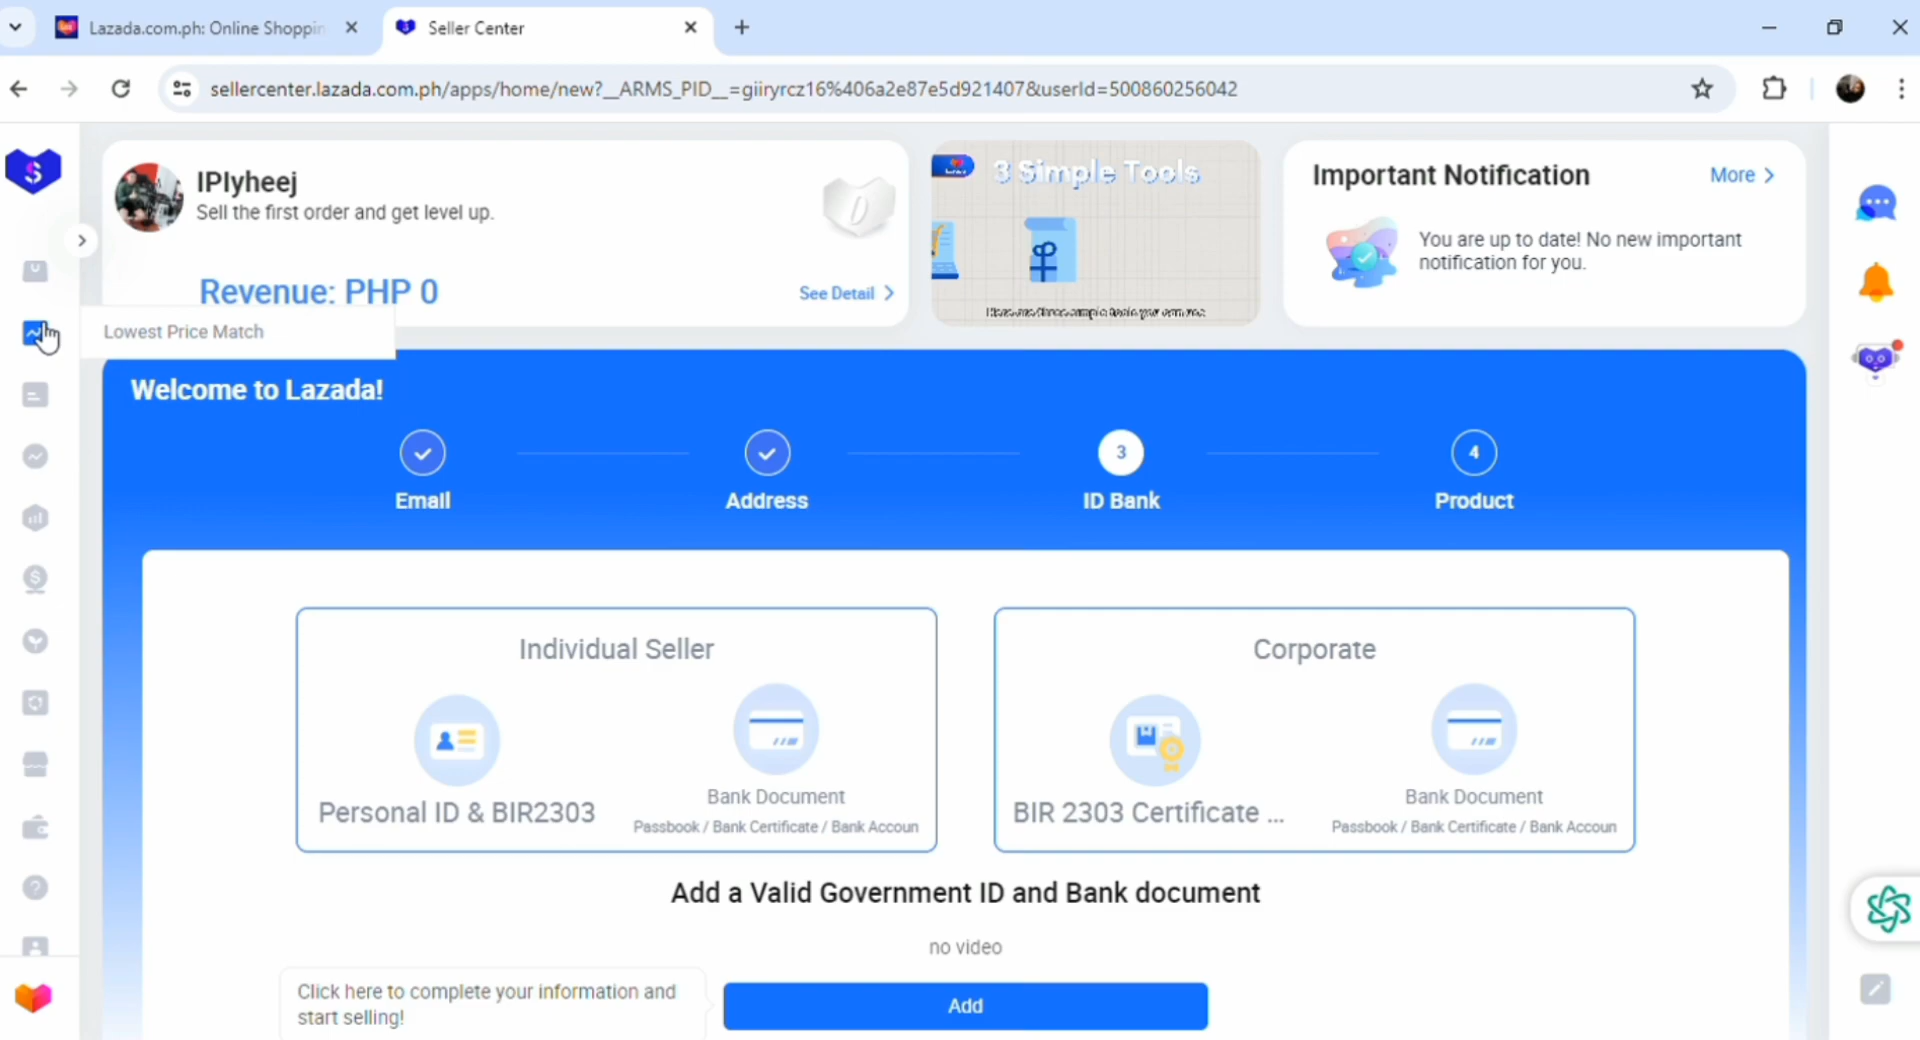 Lazada.com.ph: Online Shoppin
Seller Center
sellercenter.lazada.com.ph/apps/home/new?__ARMS_PID__=giiryrcz16%406a2e87e5d921407&userId=500860256042
IPIyheej
Sell the first order and get level up.
Revenue: PHP 0
See Detail
3 Simple Tools
Important Notification
More
You are up to date! No new important
notification for you.
Lowest Price Match
Welcome to Lazada!
3
4
Email
Address
ID Bank
Product
Individual Seller
Corporate
Personal ID & BIR2303
Bank Document
Passbook / Bank Certificate / Bank Accoun
BIR 2303 Certificate ...
Bank Document
Passbook / Bank Certificate / Bank Accoun
Add a Valid Government ID and Bank document
no video
Click here to complete your information and
start selling!
Add